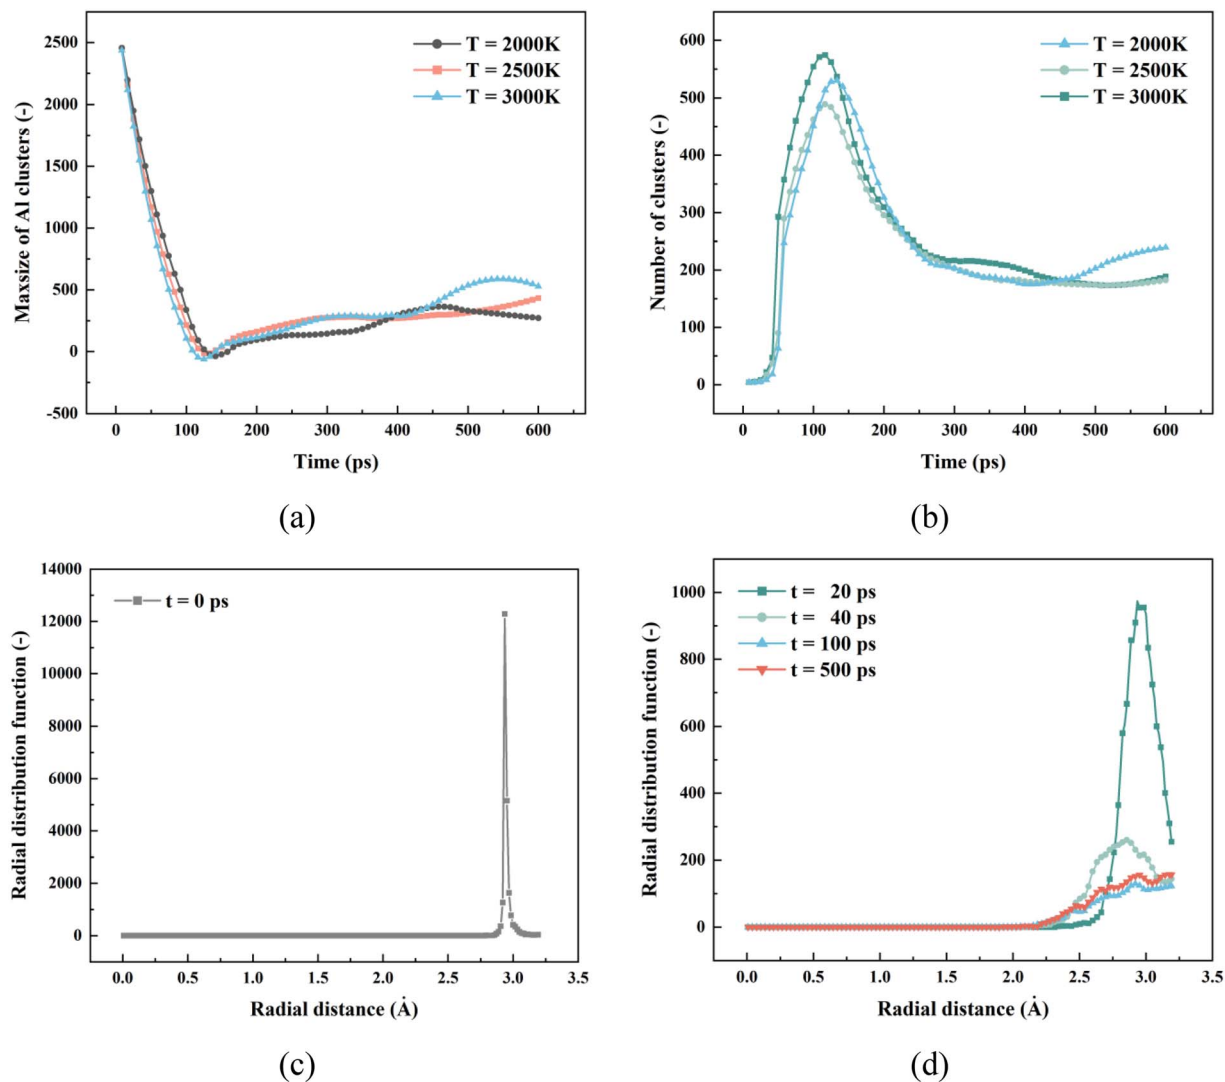 2500
2000
1500
1000
500
0
-500
Maxsize of Al clusters (-)
T = 2000K
T = 2500K
T = 3000K
0 100 200 300 400 500 600
Time (ps)
(a)
600
500
400
300
200
100
0
Number of clusters (-)
T = 2000K
T = 2500K
T = 3000K
0 100 200 300 400 500 600
Time (ps)
(b)
14000
12000
10000
8000
6000
4000
2000
0
Radial distribution function (-)
t = 0 ps
0.0 0.5 1.0 1.5 2.0 2.5 3.0 3.5
Radial distance (Ȧ)
(c)
1000
800
600
400
200
0
Radial distribution function (-)
t = 20 ps
t = 40 ps
t = 100 ps
t = 500 ps
0.0 0.5 1.0 1.5 2.0 2.5 3.0 3.5
Radial distance (Ȧ)
(d)